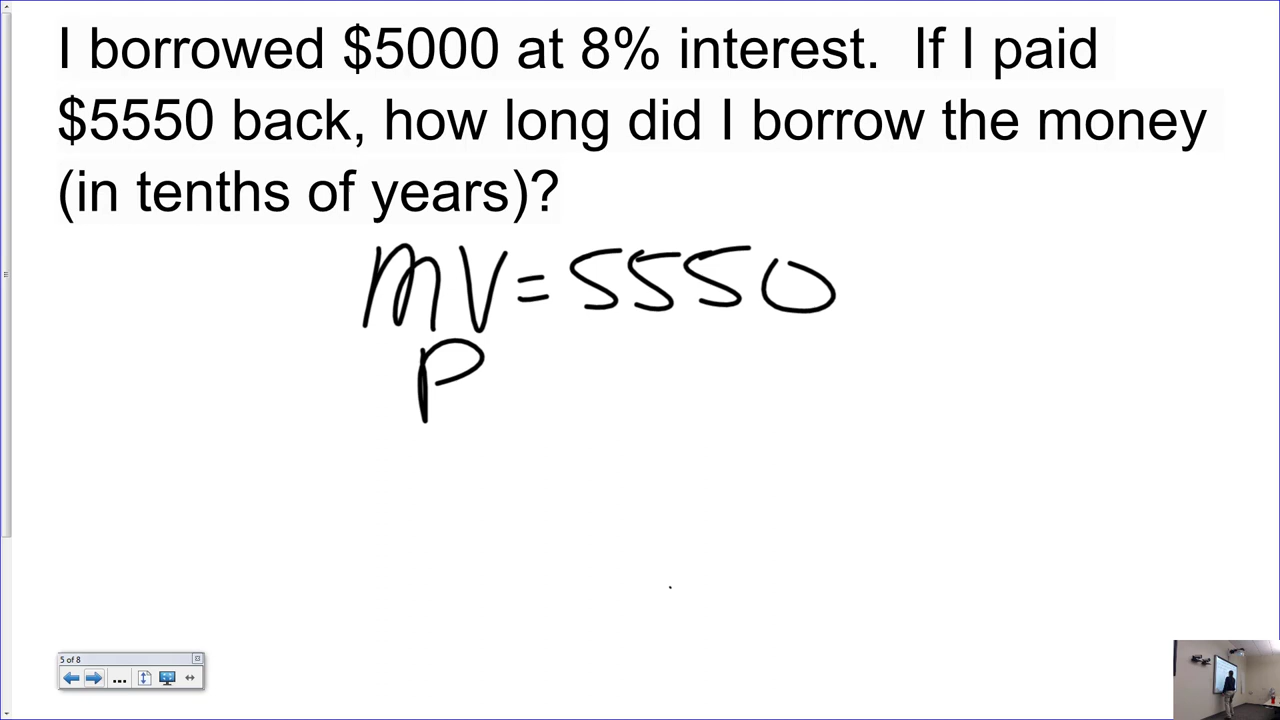 I borrowed $5000 at 8% interest. If I paid
$5550 back, how long did I borrow the money
(in tenths of years)?
MV=5550
P
5 of 8
...